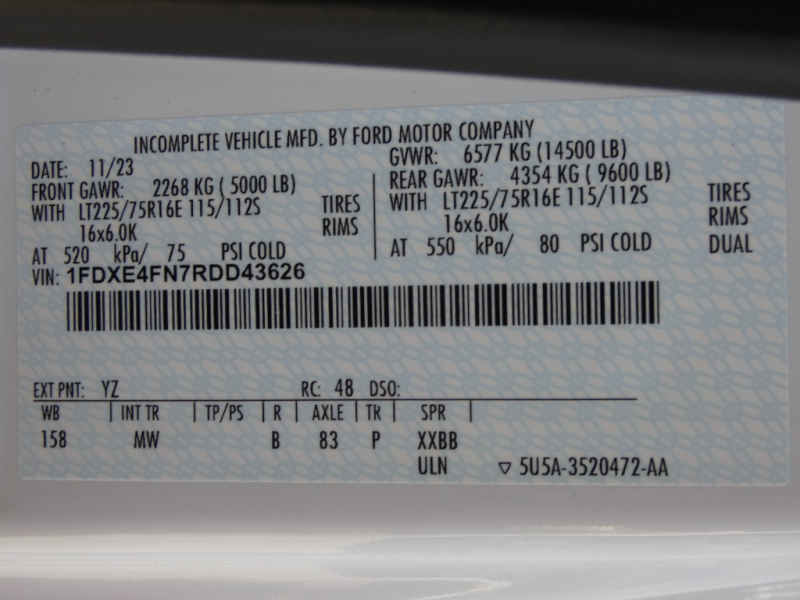 INCOMPLETE VEHICLE MFD. BY FORD MOTOR COMPANY
DATE: 11/23
GVWR: 6577 KG (14500 LB)
FRONT GAWR: 2268 KG ( 5000 LB)
REAR GAWR: 4354 KG ( 9600 LB)
WITH LT225/75R16E 115/112S TIRES
WITH LT225/75R16E 115/112S TIRES
16x6.0K RIMS
16x6.0K RIMS
AT 520 kPa/ 75 PSI COLD
AT 550 kPa/ 80 PSI COLD DUAL
VIN: 1FDXE4FN7RDD43626
EXT PNT: YZ RC: 48 DSO:
WB | INT TR | TP/PS | R | AXLE | TR | SPR |
158 MW B 83 P XXBB
ULN ▽ 5U5A-3520472-AA